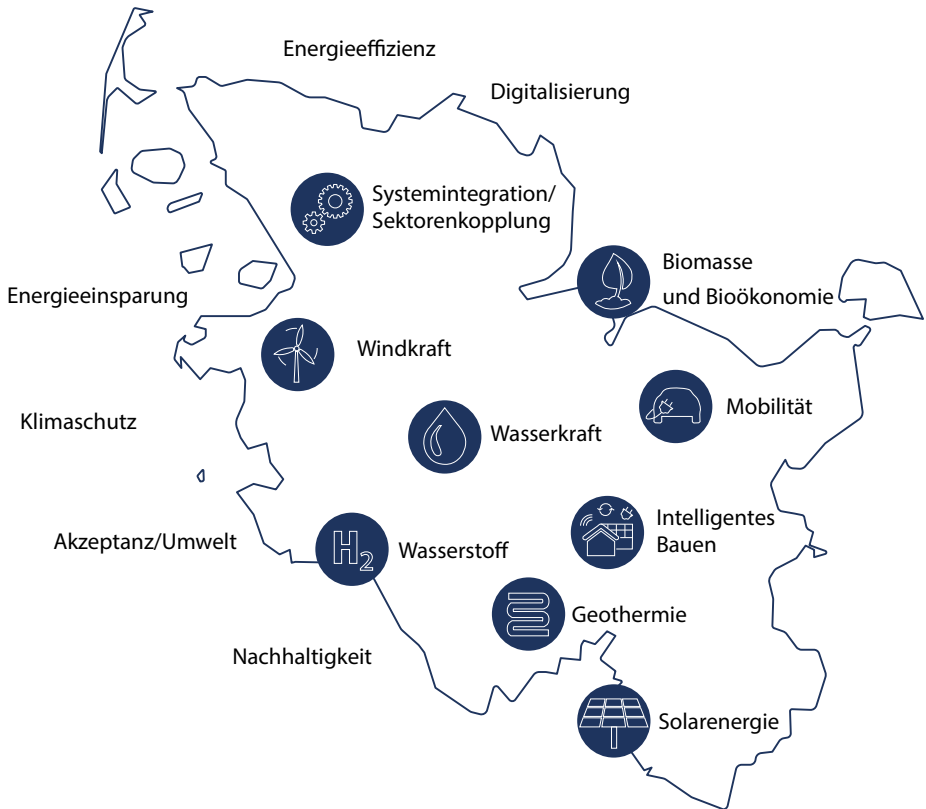 Energieeffizienz
Digitalisierung
Systemintegration/
Sektorenkopplung
Biomasse
und Bioökonomie
Energieeinsparung
Windkraft
Mobilität
Klimaschutz
Wasserkraft
Intelligentes
Bauen
Akzeptanz/Umwelt
H2
Wasserstoff
Geothermie
Nachhaltigkeit
Solarenergie